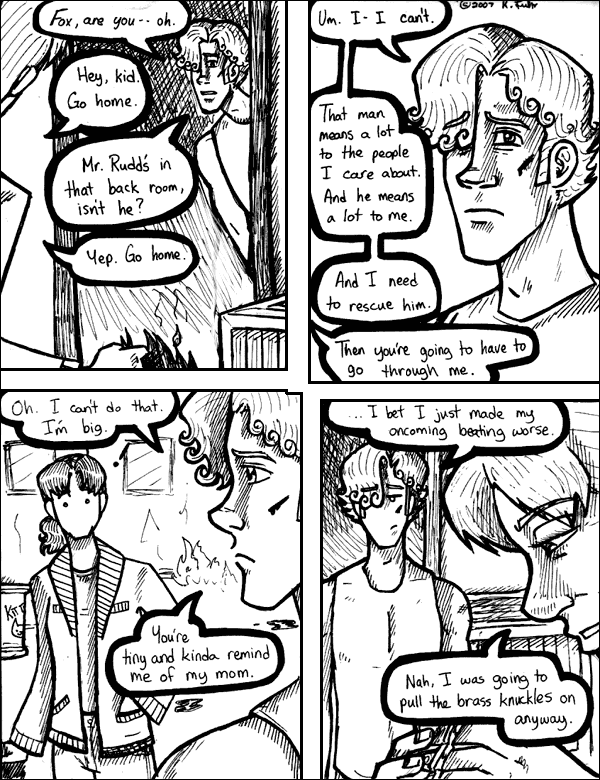 Fox, are you -- oh.
Hey, kid.
Go home.
Mr. Rudd's in
that back room,
isn't he?
Yep. Go home.
©2007 K. Fuhr
Um. I- I can't.
That man
means a lot
to the people
I care about.
And he means
a lot to me.
And I need
to rescue him.
Then you're going to have to
go through me.
Oh. I can't do that.
I'm big.
You're
tiny and kinda remind
me of my mom.
...I bet I just made my
oncoming beating worse.
Nah, I was going to
pull the brass knuckles on
anyway.